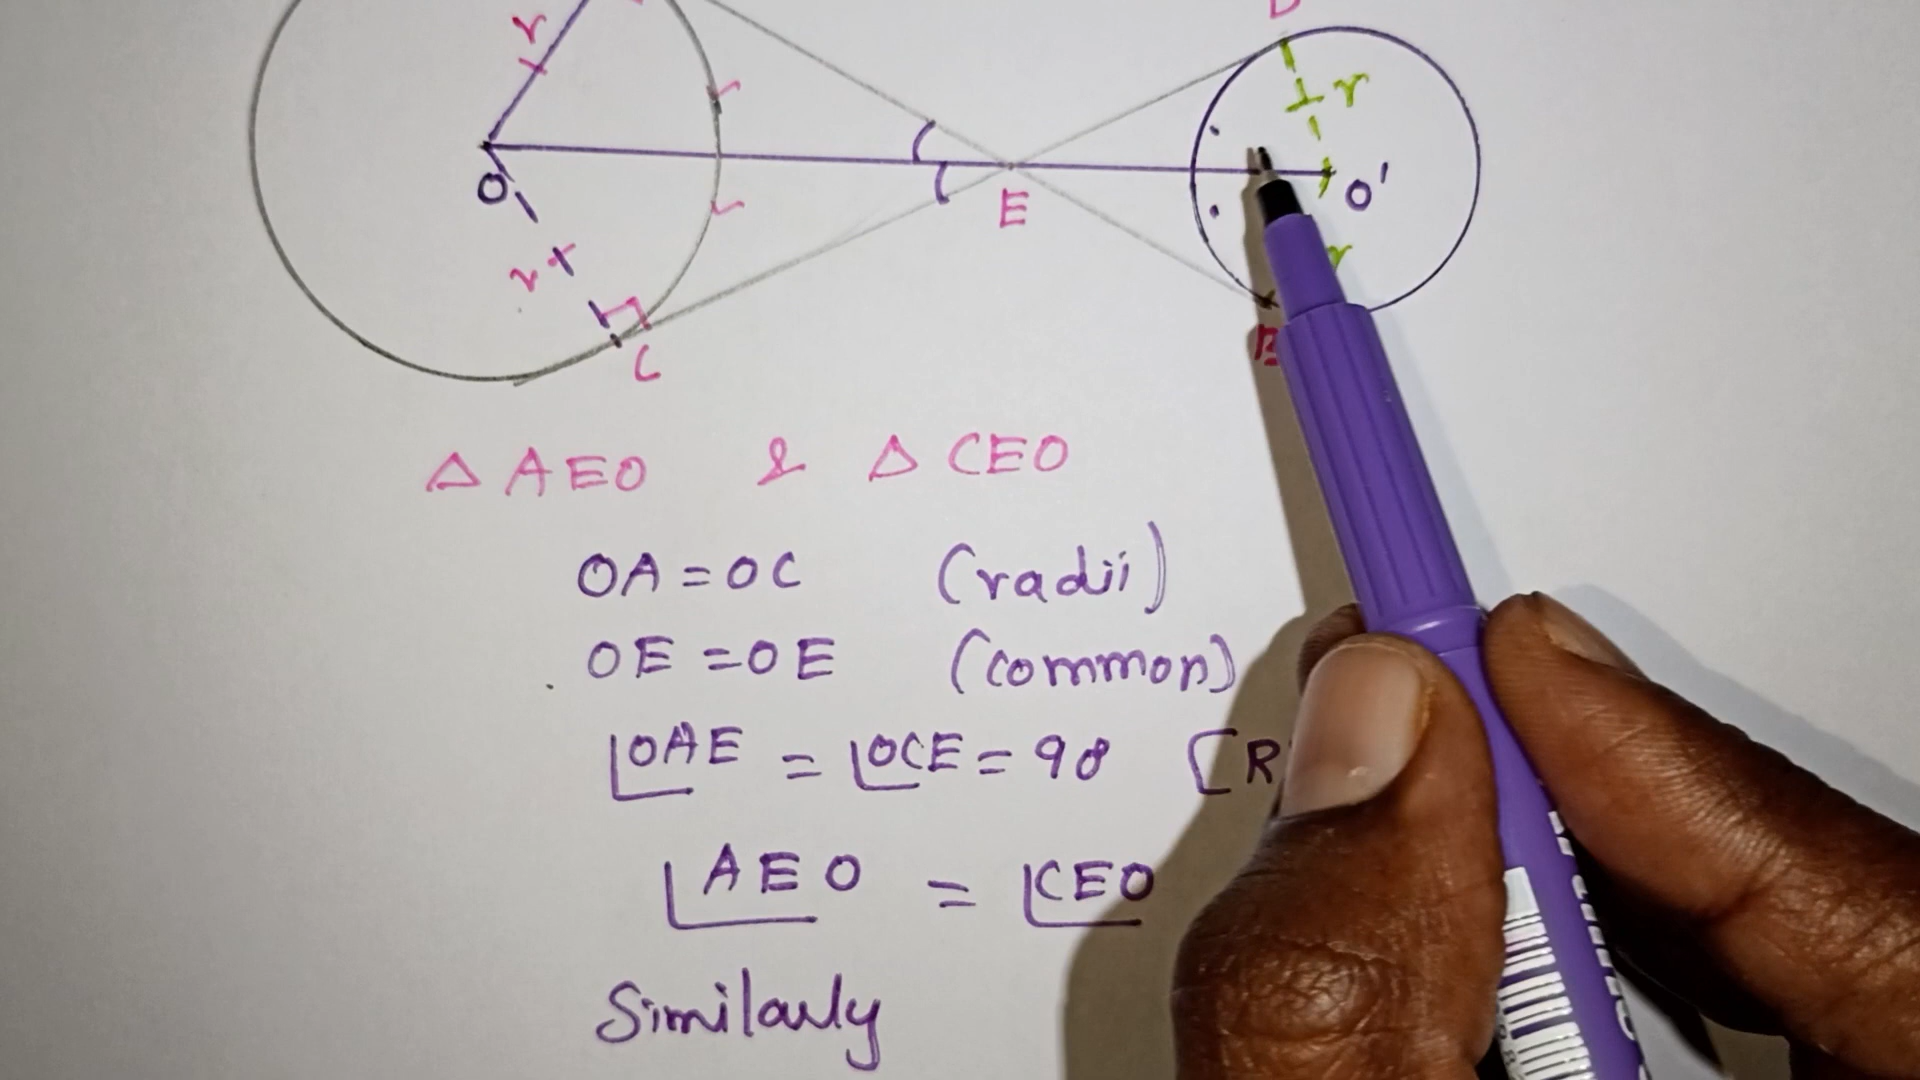 r
D
r
O
E
O'
r
r
C
B
Δ AEO & Δ CEO
OA = OC (radii)
OE = OE (common)
∠OAE = ∠OCE = 90 [R
∠AEO = ∠CEO
Similarly